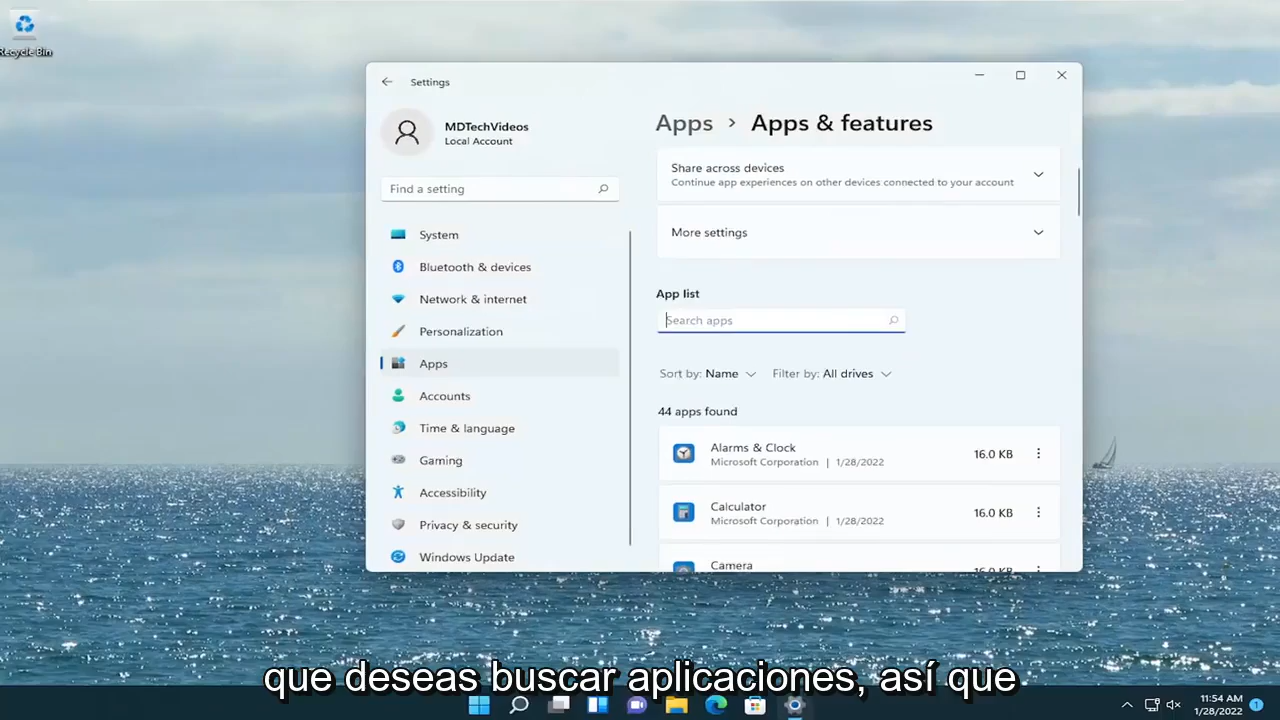 Recycle Bin
Settings
MDTechVideos
Local Account
Find a setting
System
Bluetooth & devices
Network & internet
Personalization
Apps
Accounts
Time & language
Gaming
Accessibility
Privacy & security
Windows Update
Apps > Apps & features
Share across devices
Continue app experiences on other devices connected to your account
More settings
App list
Search apps
Sort by: Name Filter by: All drives
44 apps found
Alarms & Clock
Microsoft Corporation | 1/28/2022 16.0 KB
Calculator
Microsoft Corporation | 1/28/2022 16.0 KB
Camera 16.0 KB
que deseas buscar aplicaciones, así que
11:54 AM
1/28/2022 1